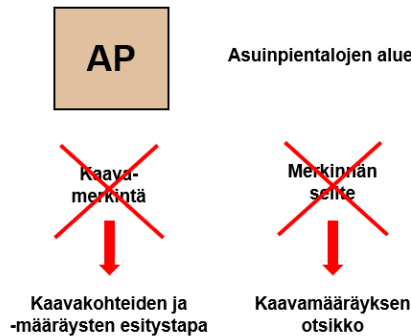 AP
Asuinpientalojen alue
Kaava-
merkintä
Merkinnän
selite
Kaavakohteiden ja
-määräysten esitystapa
Kaavamääräyksen
otsikko